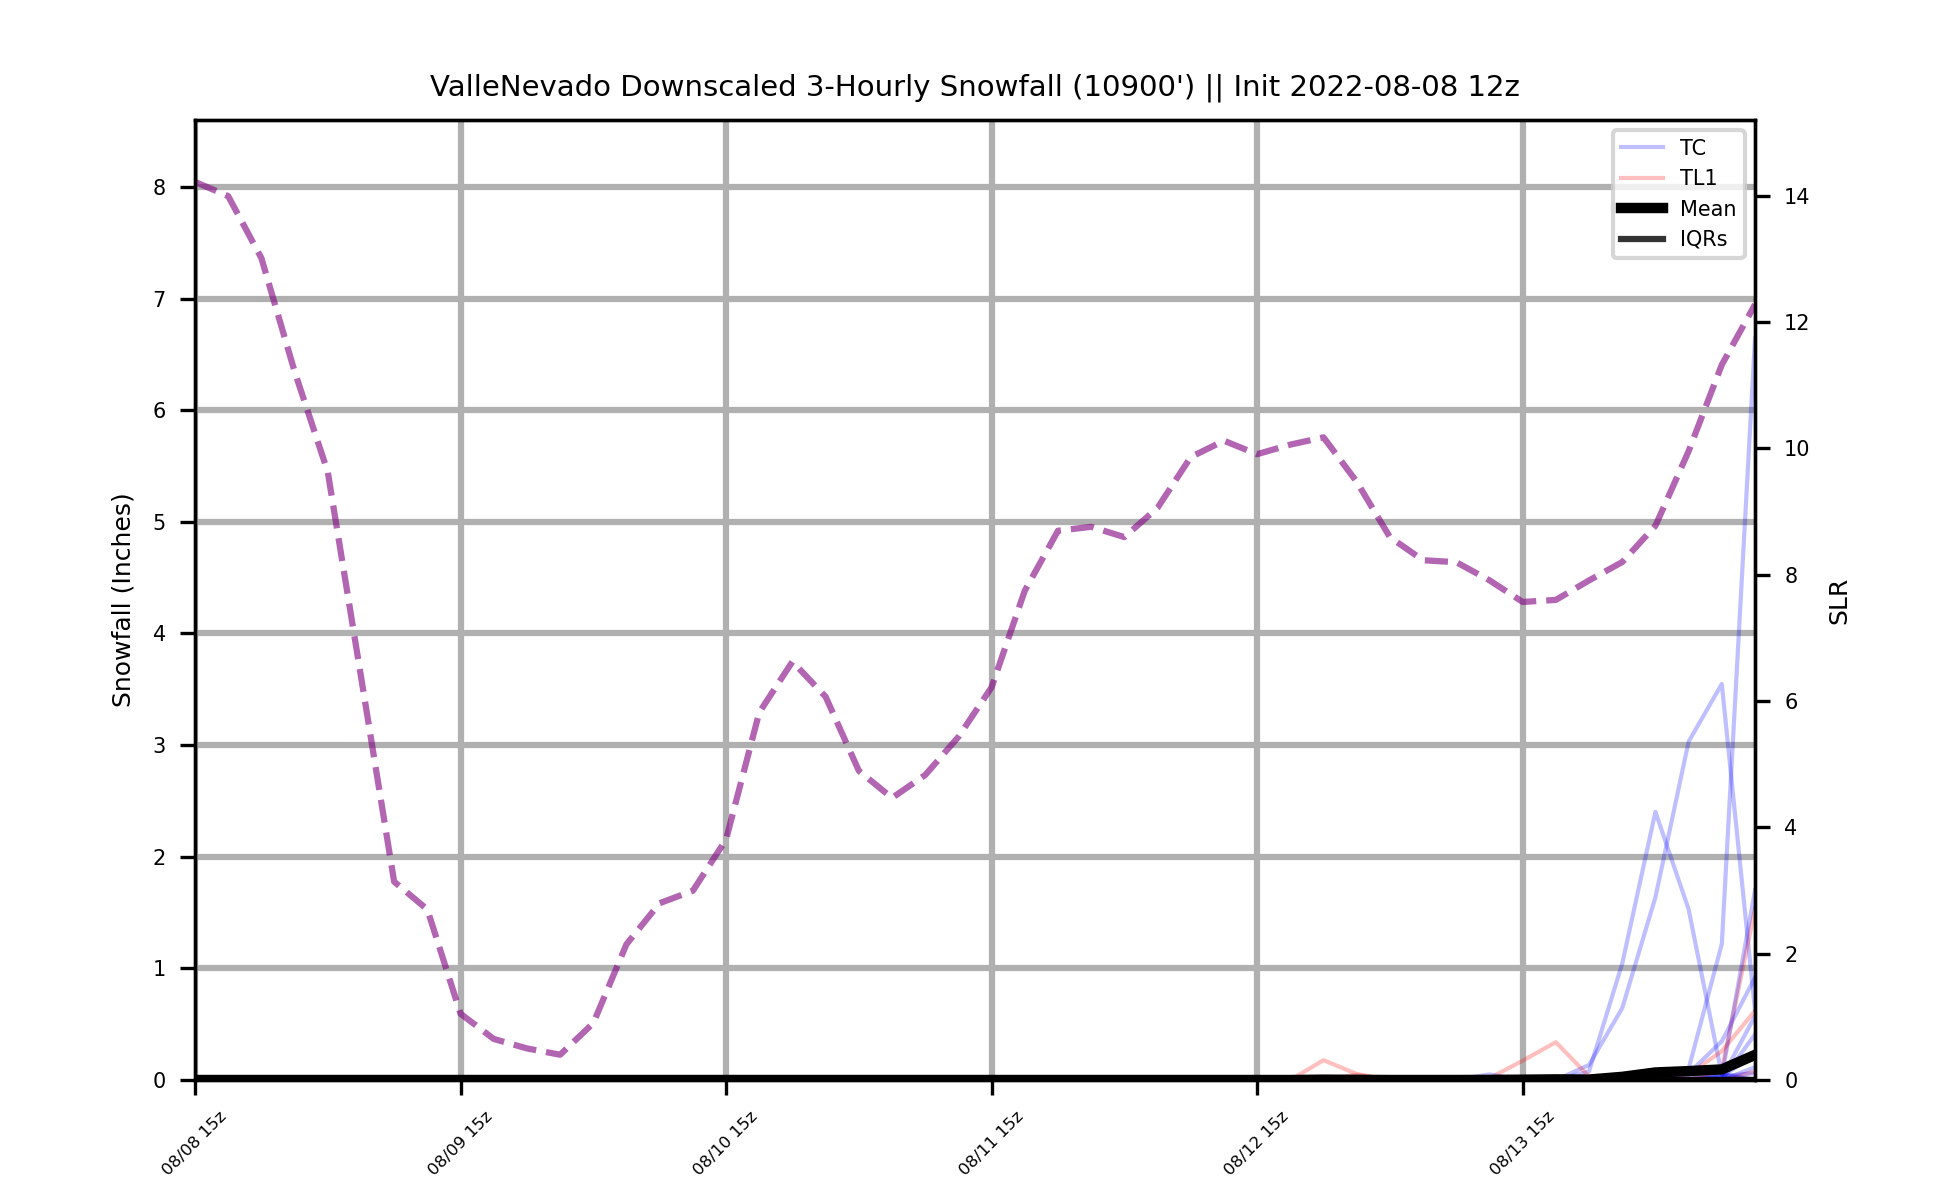 ValleNevado Downscaled 3-Hourly Snowfall (10900') || Init 2022-08-08 12z
TC
TL1
Mean
IQRs
Snowfall (Inches)
8
7
6
5
4
3
2
1
0
14
12
10
8
6
4
2
0
SLR
08/08 15z
08/09 15z
08/10 15z
08/11 15z
08/12 15z
08/13 15z